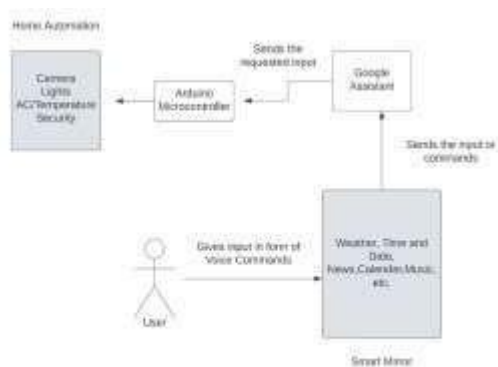 Home Automation
Camera
Lights
AC/Temperature
Security
Arduino
Microcontroller
Sends the
requested input
Google
Assistant
Sends the input or
commands
Weather, Time and
Date,
News,Calender,Music,
etc.
Gives input in form of
Voice Commands
User
Smart Mirror